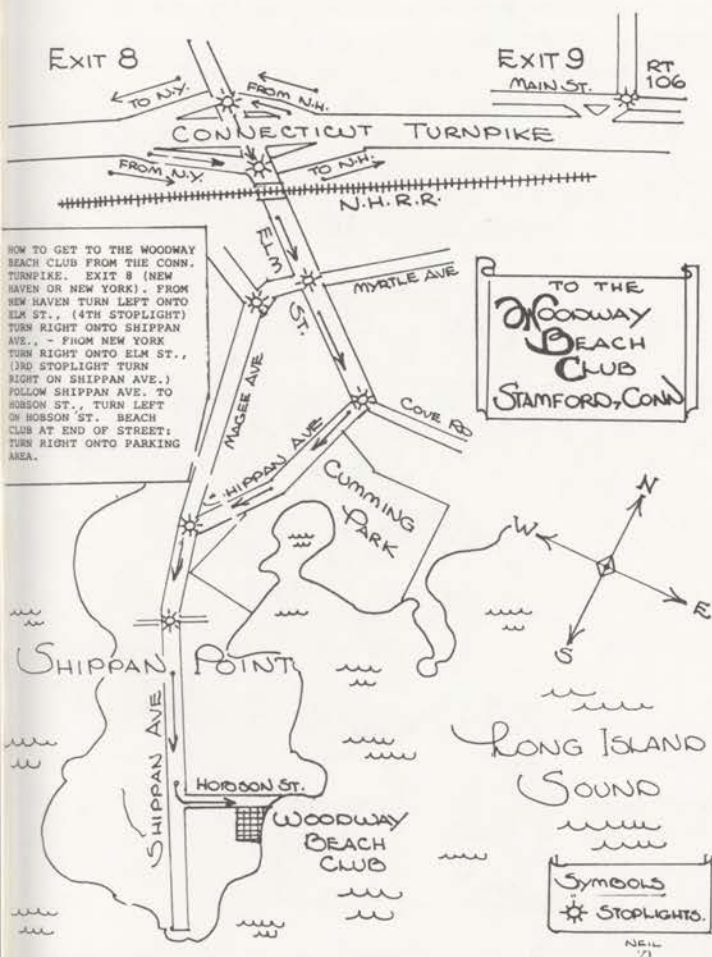 EXIT 8
EXIT 9
RT
106
MAIN ST.
TO N.Y.
FROM N.H.
CONNECTICUT TURNPIKE
FROM N.Y.
TO N.H.
N.H.R.R.
HOW TO GET TO THE WOODWAY
BEACH CLUB FROM THE CONN.
TURNPIKE. EXIT 8 (NEW
HAVEN OR NEW YORK). FROM
NEW HAVEN TURN LEFT ONTO
ELM ST., (4TH STOPLIGHT)
TURN RIGHT ONTO SHIPPAN
AVE., - FROM NEW YORK
TURN RIGHT ONTO ELM ST.,
(3RD STOPLIGHT TURN
RIGHT ON SHIPPAN AVE.)
FOLLOW SHIPPAN AVE. TO
HOBSON ST., TURN LEFT
ON HOBSON ST. BEACH
CLUB AT END OF STREET:
TURN RIGHT ONTO PARKING
AREA.
ELM ST.
MYRTLE AVE
TO THE
WOODWAY
BEACH
CLUB
STAMFORD, CONN
MAGEE AVE
SHIPPAN AVE
COVE RD
CUMMING
PARK
N
W
E
S
SHIPPAN POINT
LONG ISLAND
SOUND
SHIPPAN AVE
HOBSON ST.
WOODWAY
BEACH
CLUB
SYMBOLS
STOPLIGHTS.
NEIL